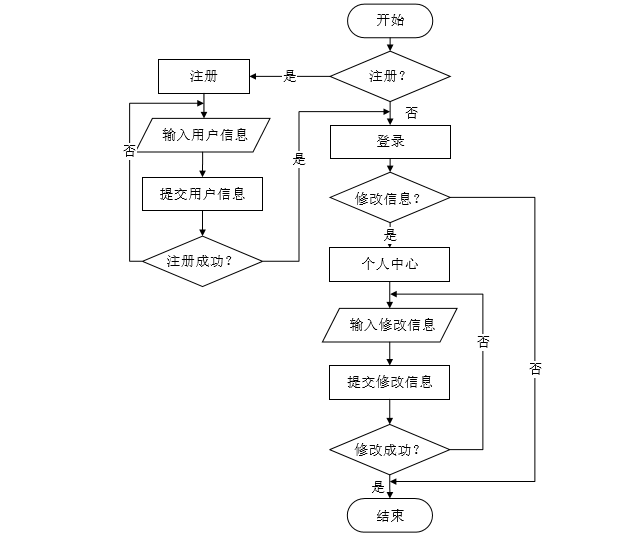 开始
注册？
是
注册
否
输入用户信息
否
登录
是
提交用户信息
修改信息？
注册成功？
是
个人中心
输入修改信息
否
否
提交修改信息
修改成功？
是
结束